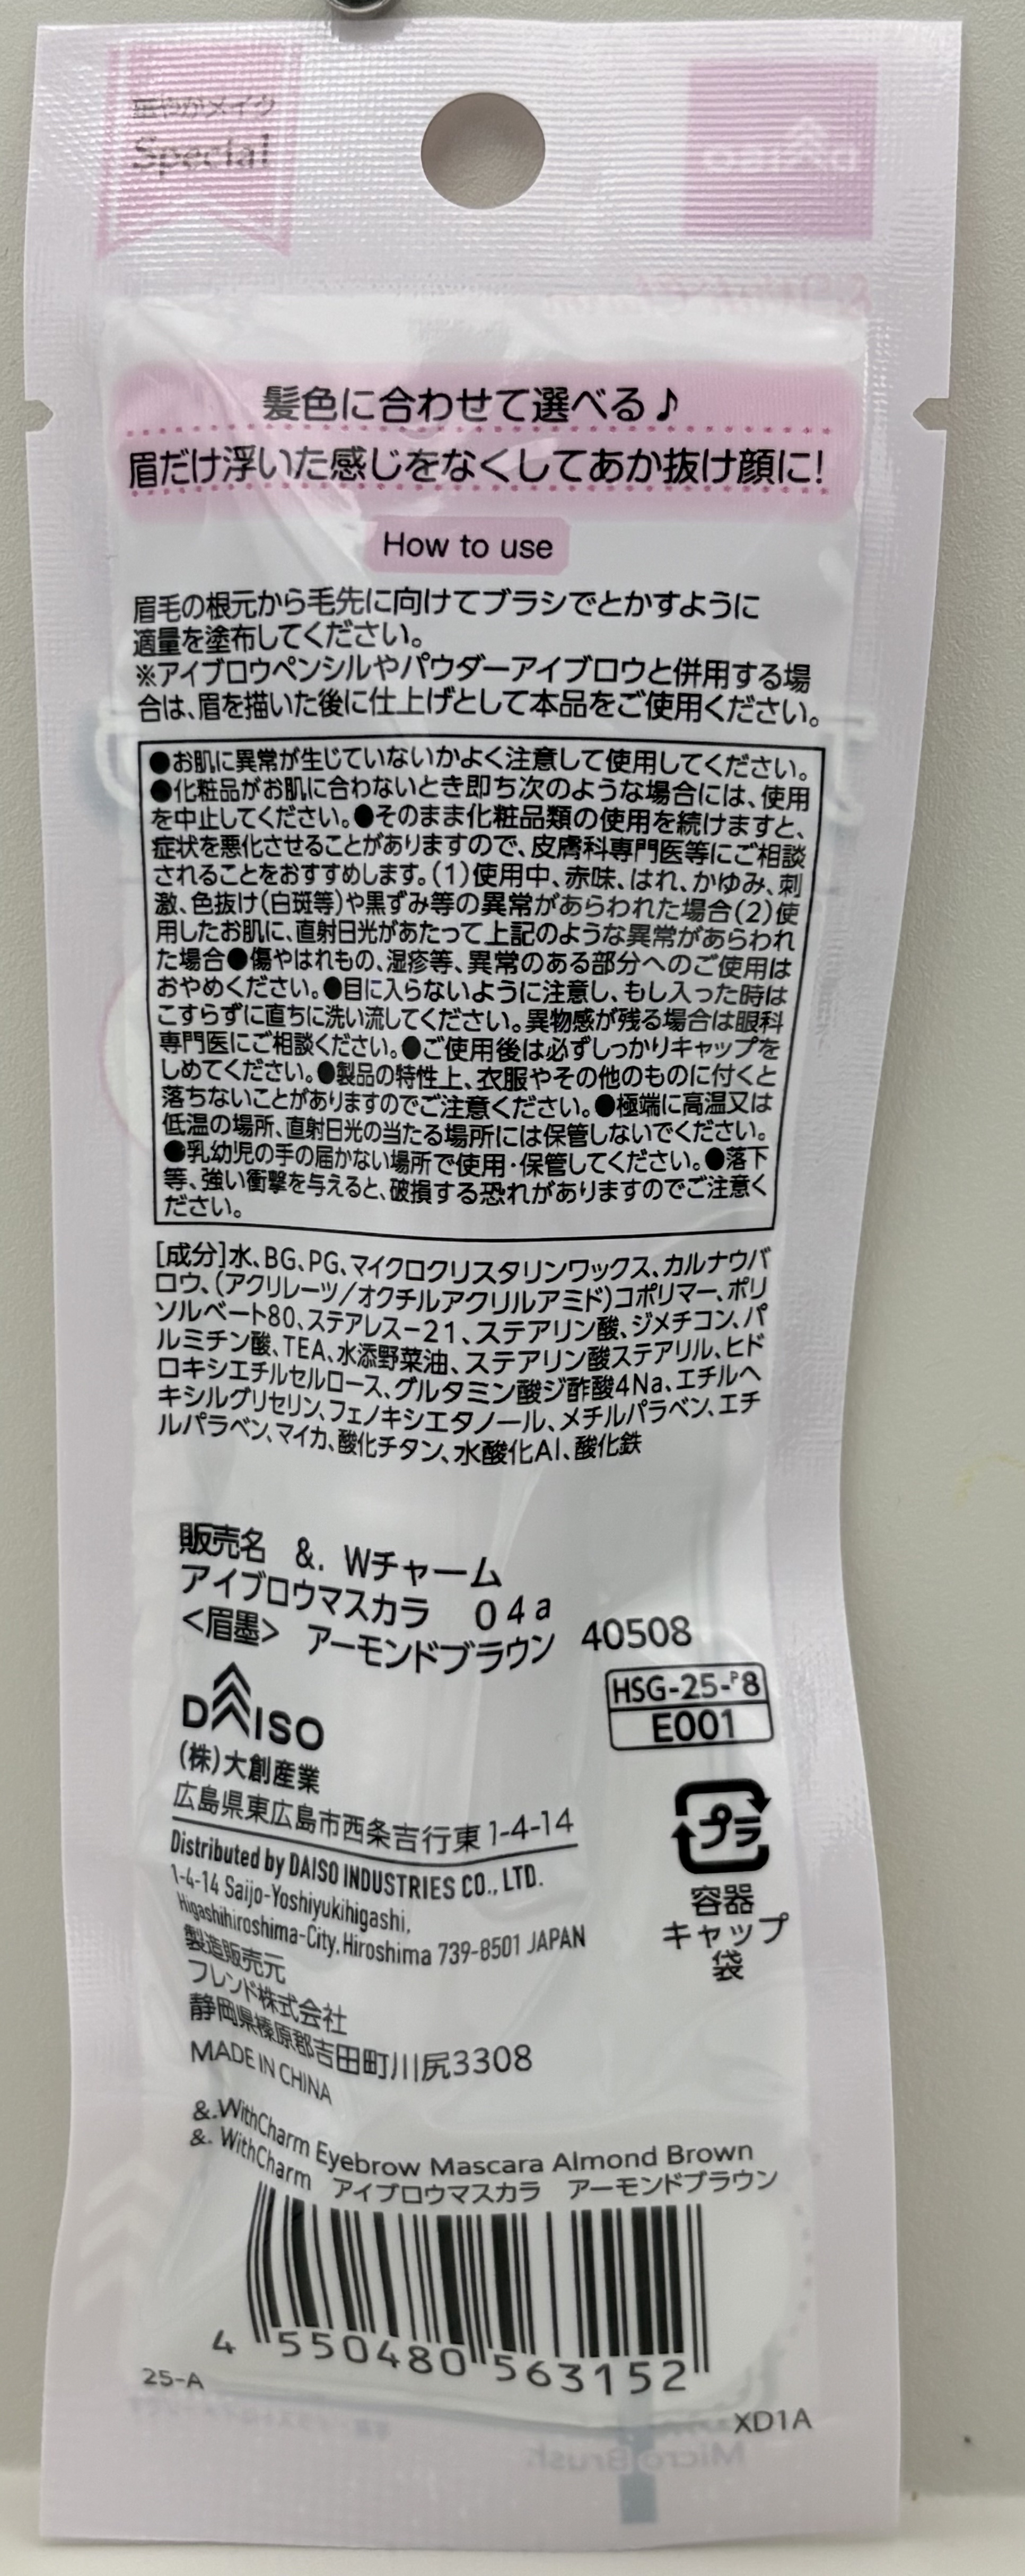 華やかメイク
Special
DAISO
髪色に合わせて選べる♪
眉だけ浮いた感じをなくしてあか抜け顔に!
How to use
眉毛の根元から毛先に向けてブラシでとかすように
適量を塗布してください。
※アイブロウペンシルやパウダーアイブロウと併用する場
合は、眉を描いた後に仕上げとして本品をご使用ください。
●お肌に異常が生じていないかよく注意して使用してください。
●化粧品がお肌に合わないとき即ち次のような場合には、使用
を中止してください。●そのまま化粧品類の使用を続けますと、
症状を悪化させることがありますので、皮膚科専門医等にご相談
されることをおすすめします。(1)使用中、赤味、はれ、かゆみ、刺
激、色抜け(白斑等)や黒ずみ等の異常があらわれた場合(2)使
用したお肌に、直射日光があたって上記のような異常があらわれ
た場合●傷やはれもの、湿疹等、異常のある部分へのご使用は
おやめください。●目に入らないように注意し、もし入った時は
こすらずに直ちに洗い流してください。異物感が残る場合は眼科
専門医にご相談ください。●ご使用後は必ずしっかりキャップを
しめてください。●製品の特性上、衣服やその他のものに付くと
落ちないことがありますのでご注意ください。●極端に高温又は
低温の場所、直射日光の当たる場所には保管しないでください。
●乳幼児の手の届かない場所で使用・保管してください。●落下
等、強い衝撃を与えると、破損する恐れがありますのでご注意く
ださい。
[成分]水、BG、PG、マイクロクリスタリンワックス、カルナウバ
ロウ、(アクリレーツ/オクチルアクリルアミド)コポリマー、ポリ
ソルベート80、ステアレス-21、ステアリン酸、ジメチコン、パ
ルミチン酸、TEA、水添野菜油、ステアリン酸ステアリル、ヒド
ロキシエチルセルロース、グルタミン酸ジ酢酸4Na、エチルヘ
キシルグリセリン、フェノキシエタノール、メチルパラベン、エチ
ルパラベン、マイカ、酸化チタン、水酸化Al、酸化鉄
販売名 &. Wチャーム
アイブロウマスカラ 04a
<眉墨> アーモンドブラウン 40508
HSG-25-P8
E001
DAISO
(株)大創産業
広島県東広島市西条吉行東1-4-14
Distributed by DAISO INDUSTRIES CO., LTD.
1-4-14 Saijo-Yoshiyukihigashi,
Higashihiroshima-City, Hiroshima 739-8501 JAPAN
プラ
容器
キャップ
袋
製造販売元
フレンド株式会社
静岡県榛原郡吉田町川尻3308
MADE IN CHINA
&.WithCharm Eyebrow Mascara Almond Brown
&. WithCharm アイブロウマスカラ アーモンドブラウン
4 550480 563152
25-A
XD1A
Micro Brush